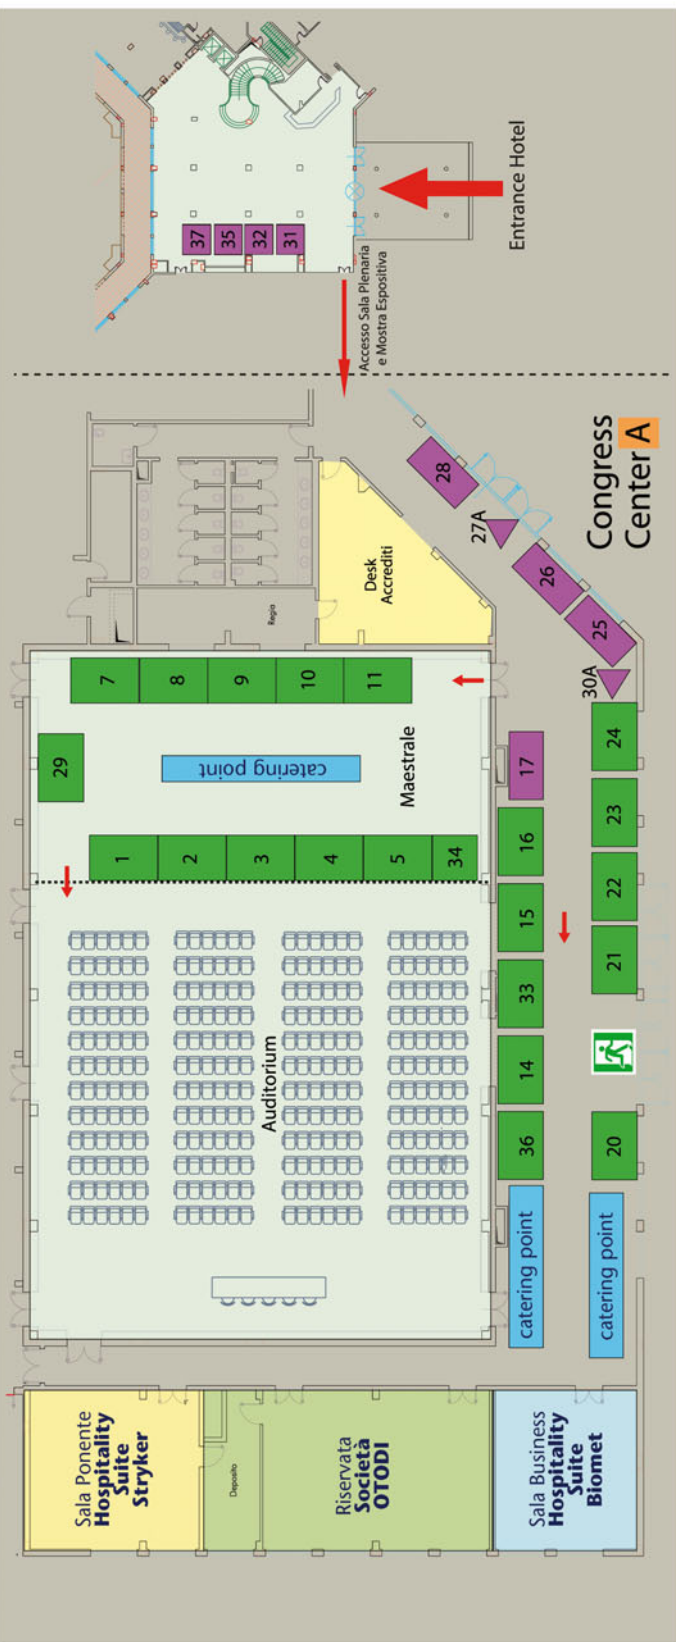 Entrance Hotel
37
35
32
31
Accesso Sala Plenaria
e Mostra Espositiva
Congress
Center A
28
27A
26
25
30A
Desk
Accrediti
Regia
7
8
9
10
11
29
catering point
Maestrale
1
2
3
4
5
34
17
16
15
33
14
36
24
23
22
21
20
Auditorium
catering point
catering point
Sala Ponente
Hospitality
Suite
Stryker
Deposito
Riservata
Società
OTODI
Sala Business
Hospitality
Suite
Biomet